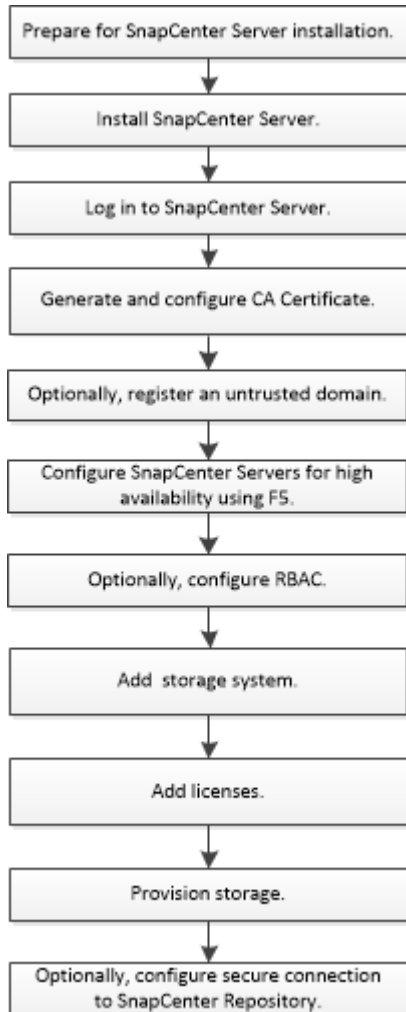 Prepare for SnapCenter Server installation.
Install SnapCenter Server.
Log in to SnapCenter Server.
Generate and configure CA Certificate.
Optionally, register an untrusted domain.
Configure SnapCenter Servers for high
availability using F5.
Optionally, configure RBAC.
Add storage system.
Add licenses.
Provision storage.
Optionally, configure secure connection
to SnapCenter Repository.